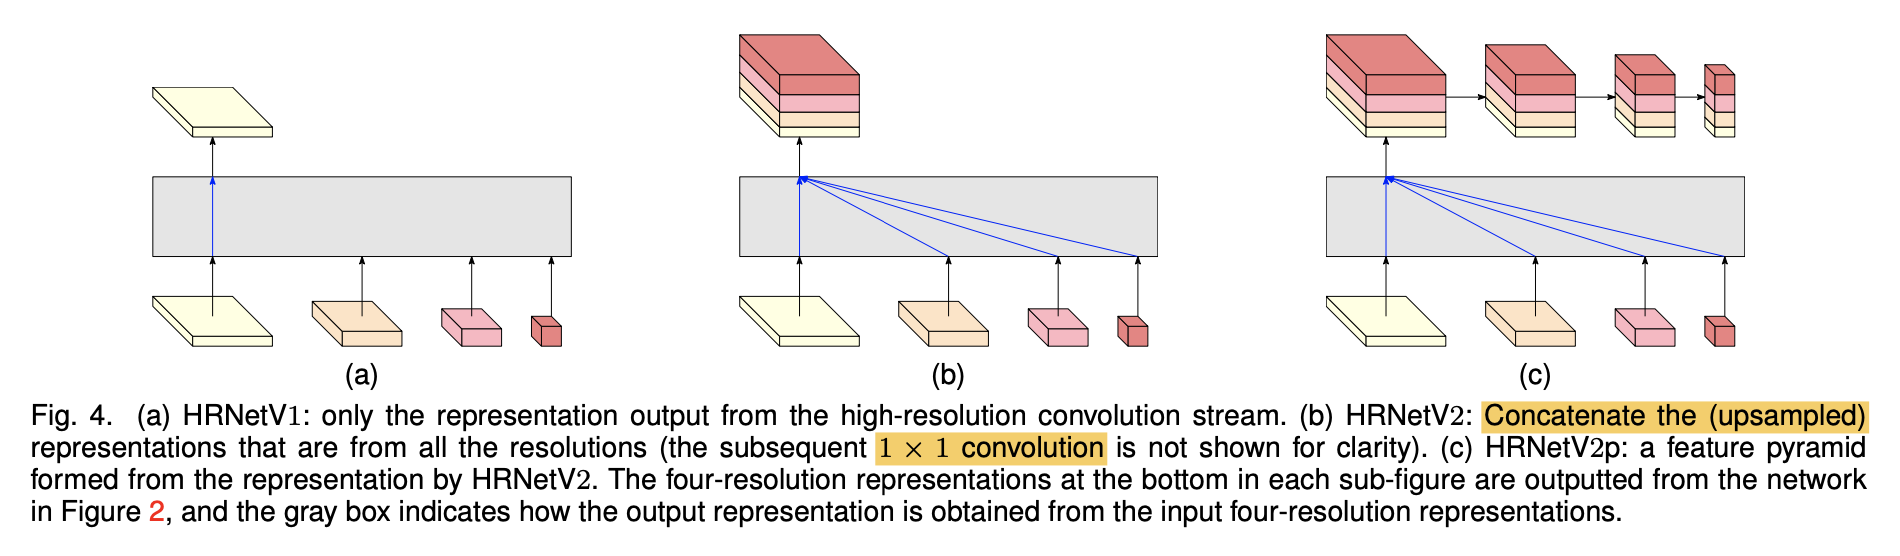 (a)
(b)
(c)
Fig. 4. (a) HRNetV1: only the representation output from the high-resolution convolution stream. (b) HRNetV2: Concatenate the (upsampled)
representations that are from all the resolutions (the subsequent 1 × 1 convolution is not shown for clarity). (c) HRNetV2p: a feature pyramid
formed from the representation by HRNetV2. The four-resolution representations at the bottom in each sub-figure are outputted from the network
in Figure 2, and the gray box indicates how the output representation is obtained from the input four-resolution representations.